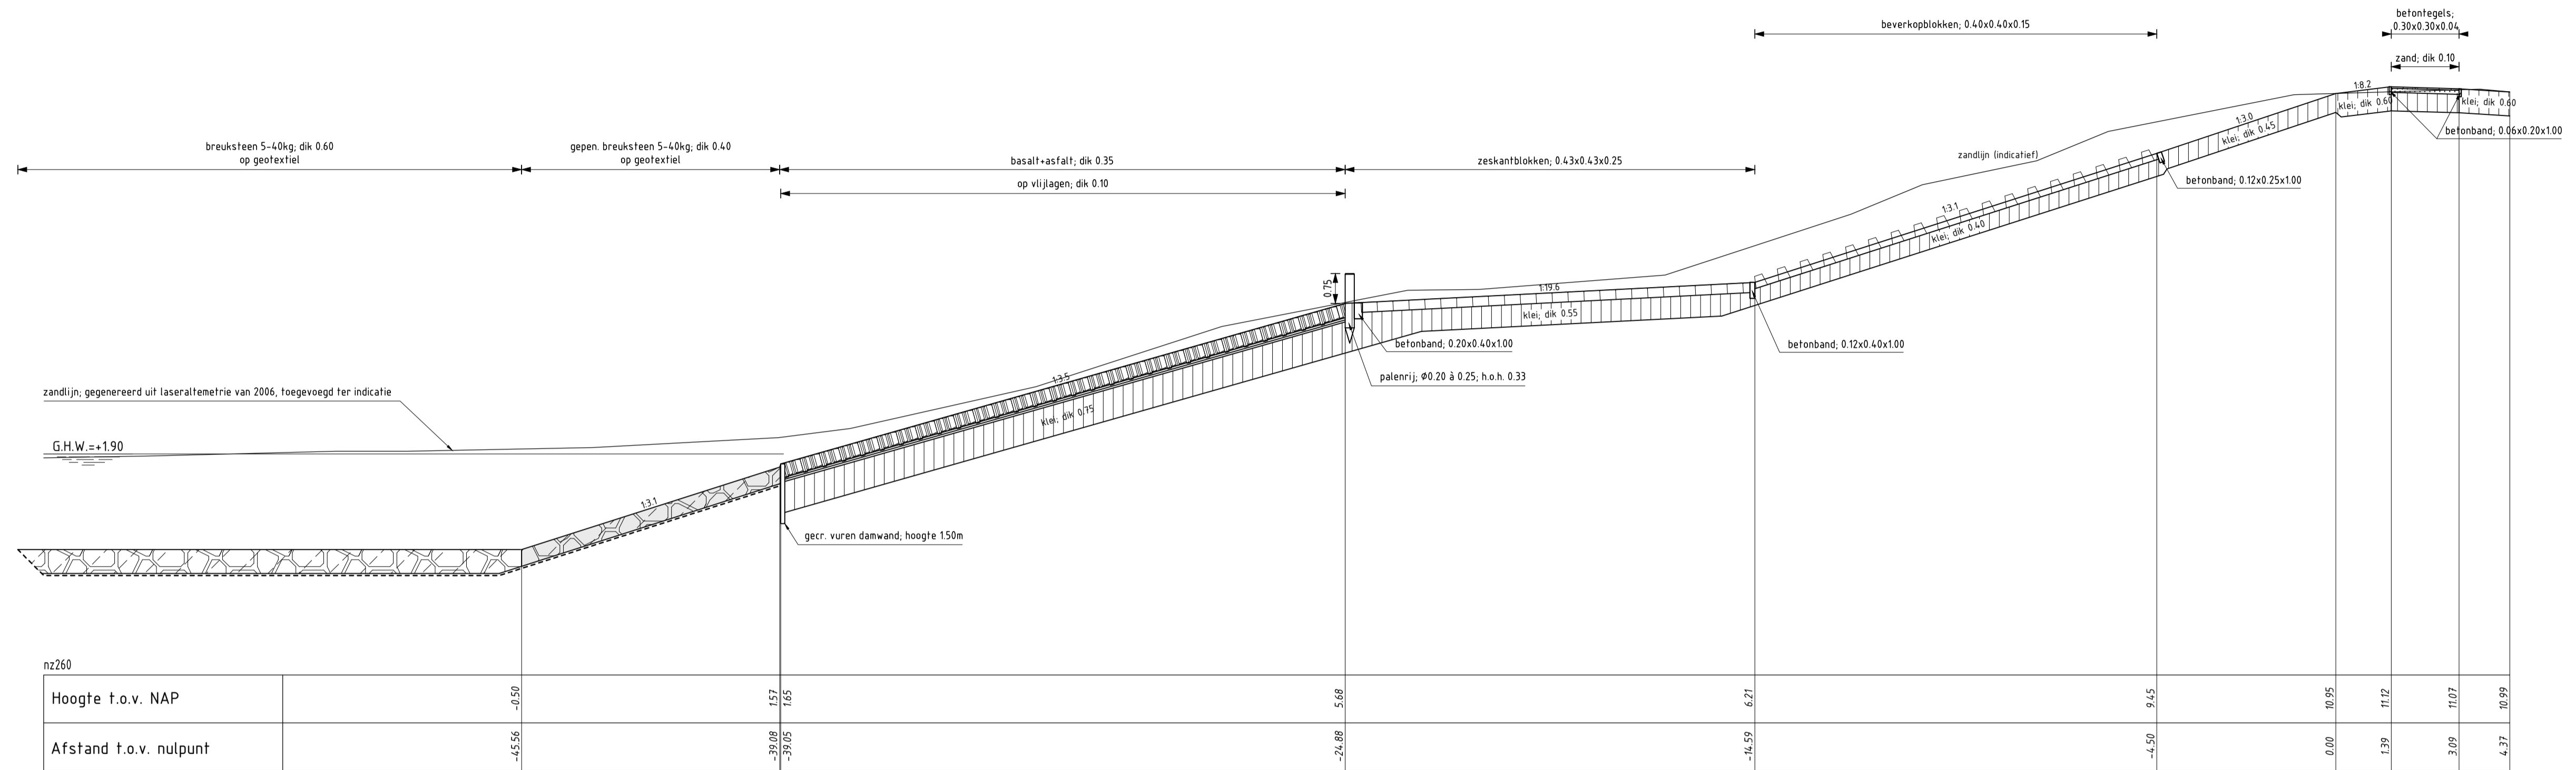 beverkopblokken; 0.40x0.40x0.15
betontegels;
0.30x0.30x0.04
zand; dik 0.10
breuksteen 5-40kg; dik 0.60
op geotextiel
gepen. breuksteen 5-40kg; dik 0.40
op geotextiel
basalt+asfalt; dik 0.35
op vlijlagen; dik 0.10
zeskantblokken; 0.43x0.43x0.25
zandlijn (indicatief)
1:8.2
klei; dik 0.60
klei; dik 0.60
betonband; 0.06x0.20x1.00
1:3.0
klei; dik 0.45
betonband; 0.12x0.25x1.00
1:3.1
klei; dik 0.40
0.75
1:19.6
klei; dik 0.55
betonband; 0.20x0.40x1.00
betonband; 0.12x0.40x1.00
palenrij; Ø0.20 à 0.25; h.o.h. 0.33
1:3.5
klei; dik 0.75
zandlijn; gegenereerd uit laseraltemetrie van 2006, toegevoegd ter indicatie
G.H.W.=+1.90
1:3.1
gecr. vuren damwand; hoogte 1.50m
nz260
Hoogte t.o.v. NAP -0.50 1.57 1.65 5.68 6.21 9.45 10.95 11.12 11.07 10.99
Afstand t.o.v. nulpunt -45.56 -39.08 -39.05 -24.88 -14.59 -4.50 0.00 1.39 3.09 4.37